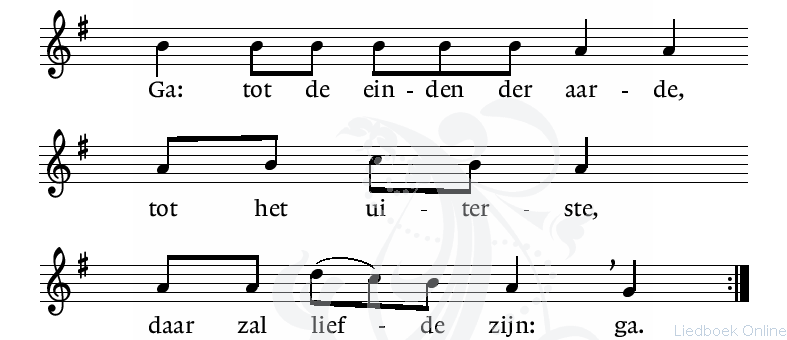 Ga: tot de ein - den der aar - de,
tot het ui - ter - ste,
daar zal lief - de zijn: ga.
Liedboek Online